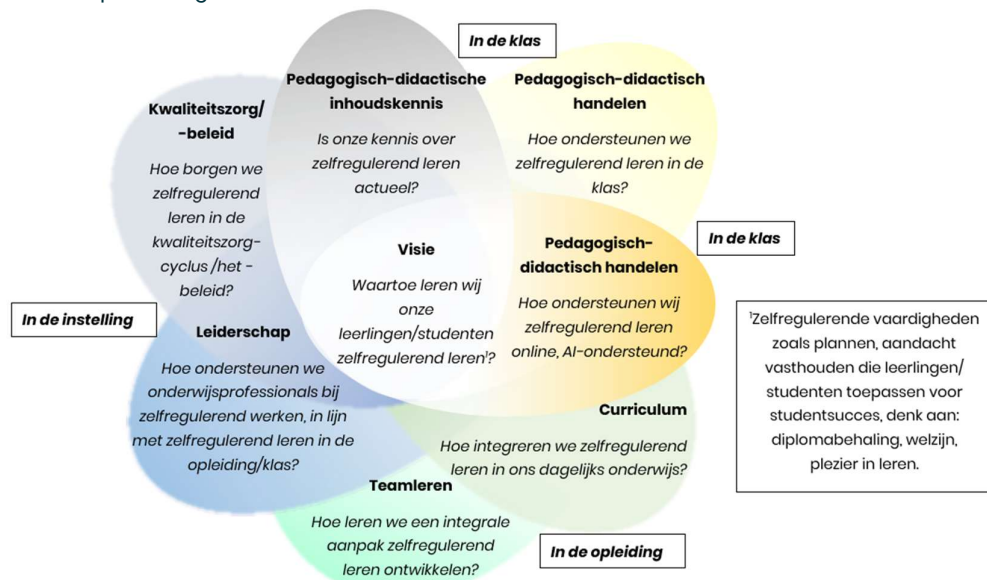 In de klas
Pedagogisch-didactische
inhoudskennis
Is onze kennis over
zelfregulerend leren
actueel?
Pedagogisch-didactisch
handelen
Hoe ondersteunen we
zelfregulerend leren in de
klas?
Kwaliteitszorg/
-beleid
Hoe borgen we
zelfregulerend
leren in de
kwaliteitszorg-
cyclus /het -
beleid?
In de klas
Visie
Waartoe leren wij
onze
leerlingen/studenten
zelfregulerend leren¹?
Pedagogisch-
didactisch handelen
Hoe ondersteunen wij
zelfregulerend leren
online, AI-ondersteund?
In de instelling
Leiderschap
Hoe ondersteunen we
onderwijsprofessionals bij
zelfregulerend werken, in lijn
met zelfregulerend leren in de
opleiding/klas?
¹Zelfregulerende vaardigheden
zoals plannen, aandacht
vasthouden die leerlingen/
studenten toepassen voor
studentsucces, denk aan:
diplomabehaling, welzijn,
plezier in leren.
Curriculum
Hoe integreren we zelfregulerend
leren in ons dagelijks onderwijs?
Teamleren
Hoe leren we een integrale
aanpak zelfregulerend
leren ontwikkelen?
In de opleiding